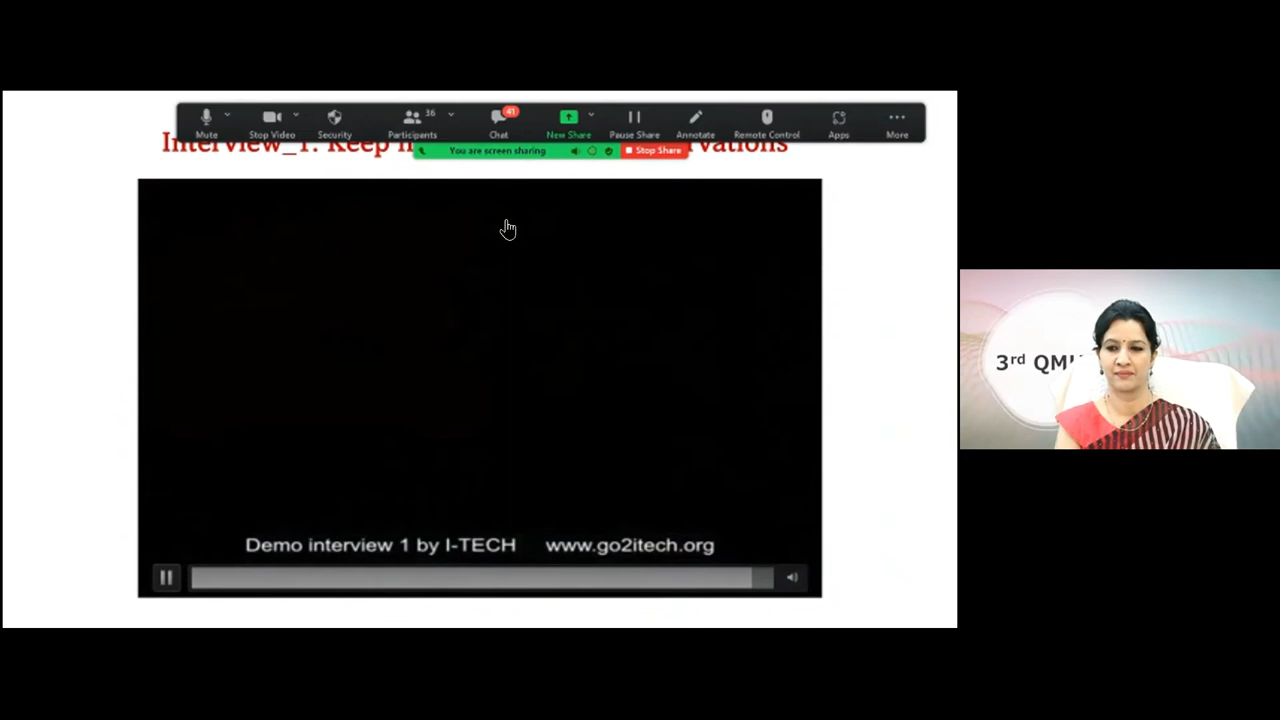 36
41
Mute Stop Video Security Participants Chat New Share Pause Share Annotate Remote Control Apps More
Interview_1: Keep
You are screen sharing Stop Share
3rd QM
Demo interview 1 by I-TECH www.go2itech.org